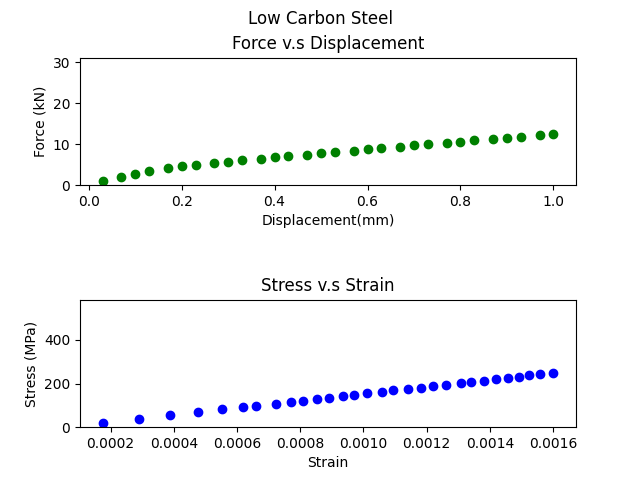 Low Carbon Steel
Force v.s Displacement
30
20
10
0
Force (kN)
0.0 0.2 0.4 0.6 0.8 1.0
Displacement(mm)
Stress v.s Strain
400
200
0
Stress (MPa)
0.0002 0.0004 0.0006 0.0008 0.0010 0.0012 0.0014 0.0016
Strain